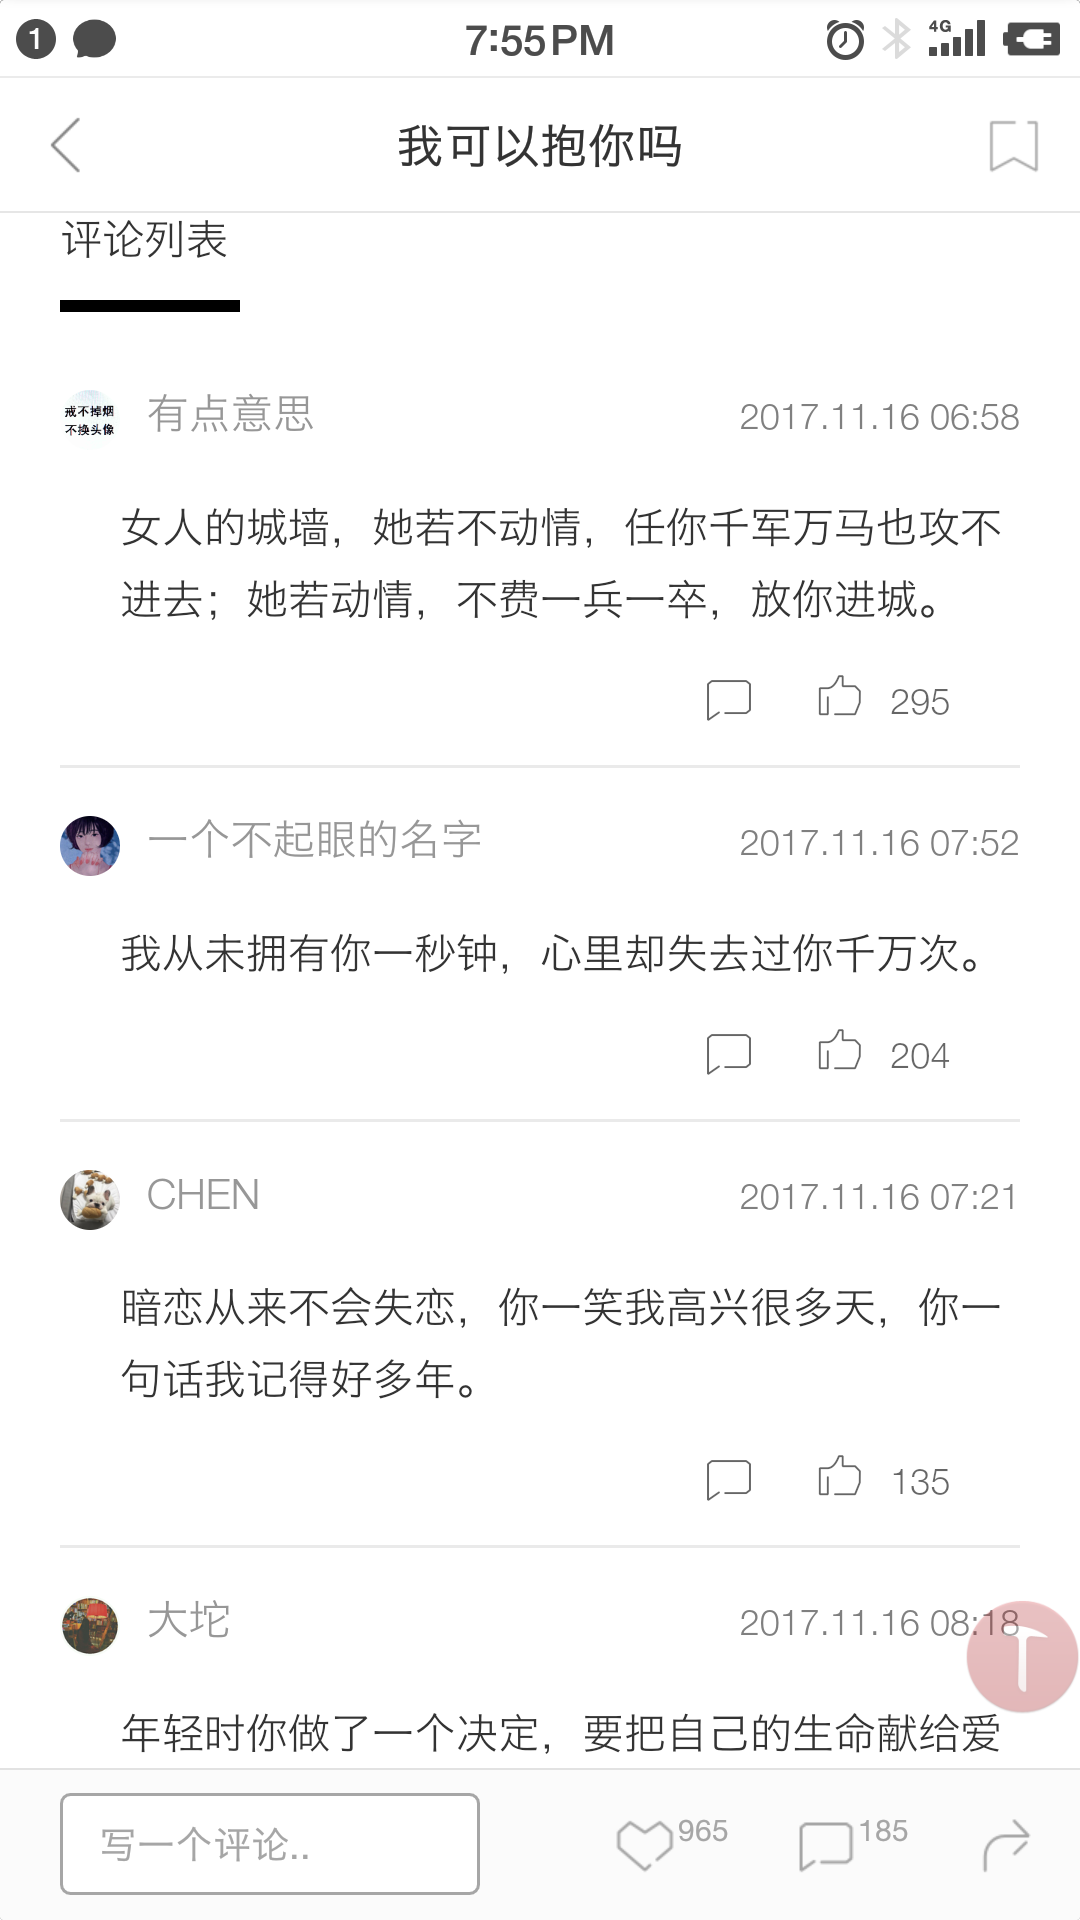 1
7:55PM
4G
我可以抱你吗
评论列表
戒不掉烟
不换头像
有点意思
2017.11.16 06:58
女人的城墙，她若不动情，任你千军万马也攻不
进去；她若动情，不费一兵一卒，放你进城。
295
一个不起眼的名字
2017.11.16 07:52
我从未拥有你一秒钟，心里却失去过你千万次。
204
CHEN
2017.11.16 07:21
暗恋从来不会失恋，你一笑我高兴很多天，你一
句话我记得好多年。
135
大坨
2017.11.16 08:18
年轻时你做了一个决定，要把自己的生命献给爱
写一个评论..
965
185